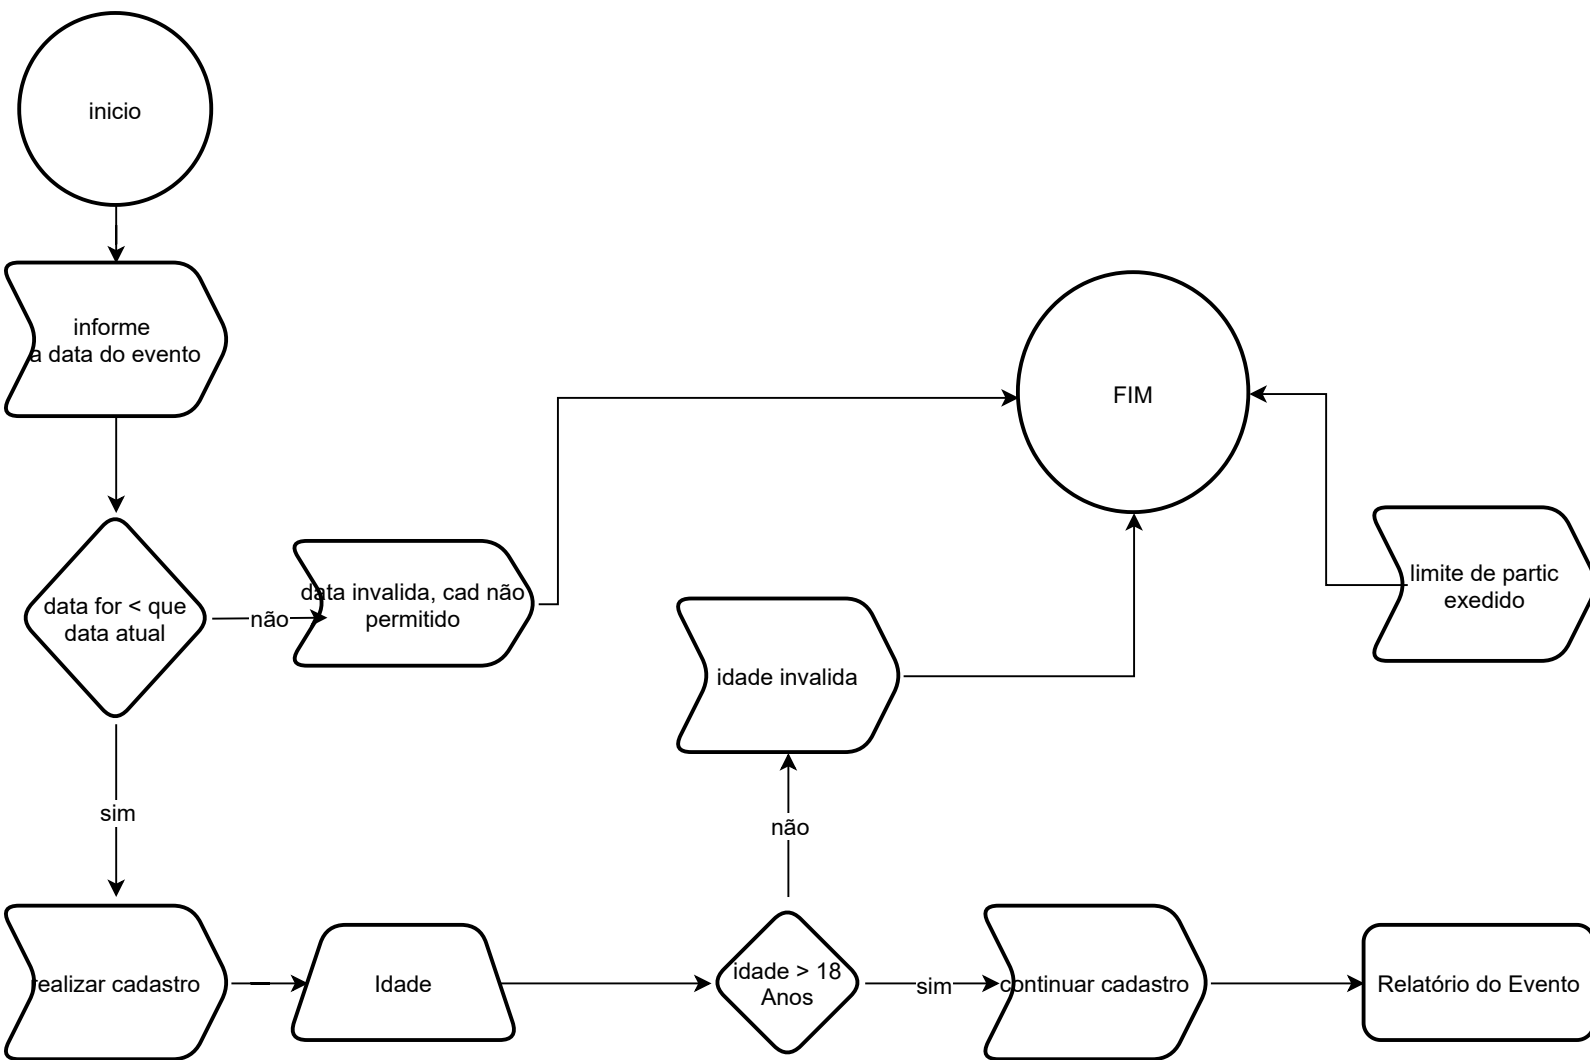 inicio
informe
a data do evento
FIM
data for < que
data atual
não
data invalida, cad não
permitido
limite de partic
exedido
idade invalida
sim
não
realizar cadastro
Idade
idade > 18
Anos
sim
continuar cadastro
Relatório do Evento